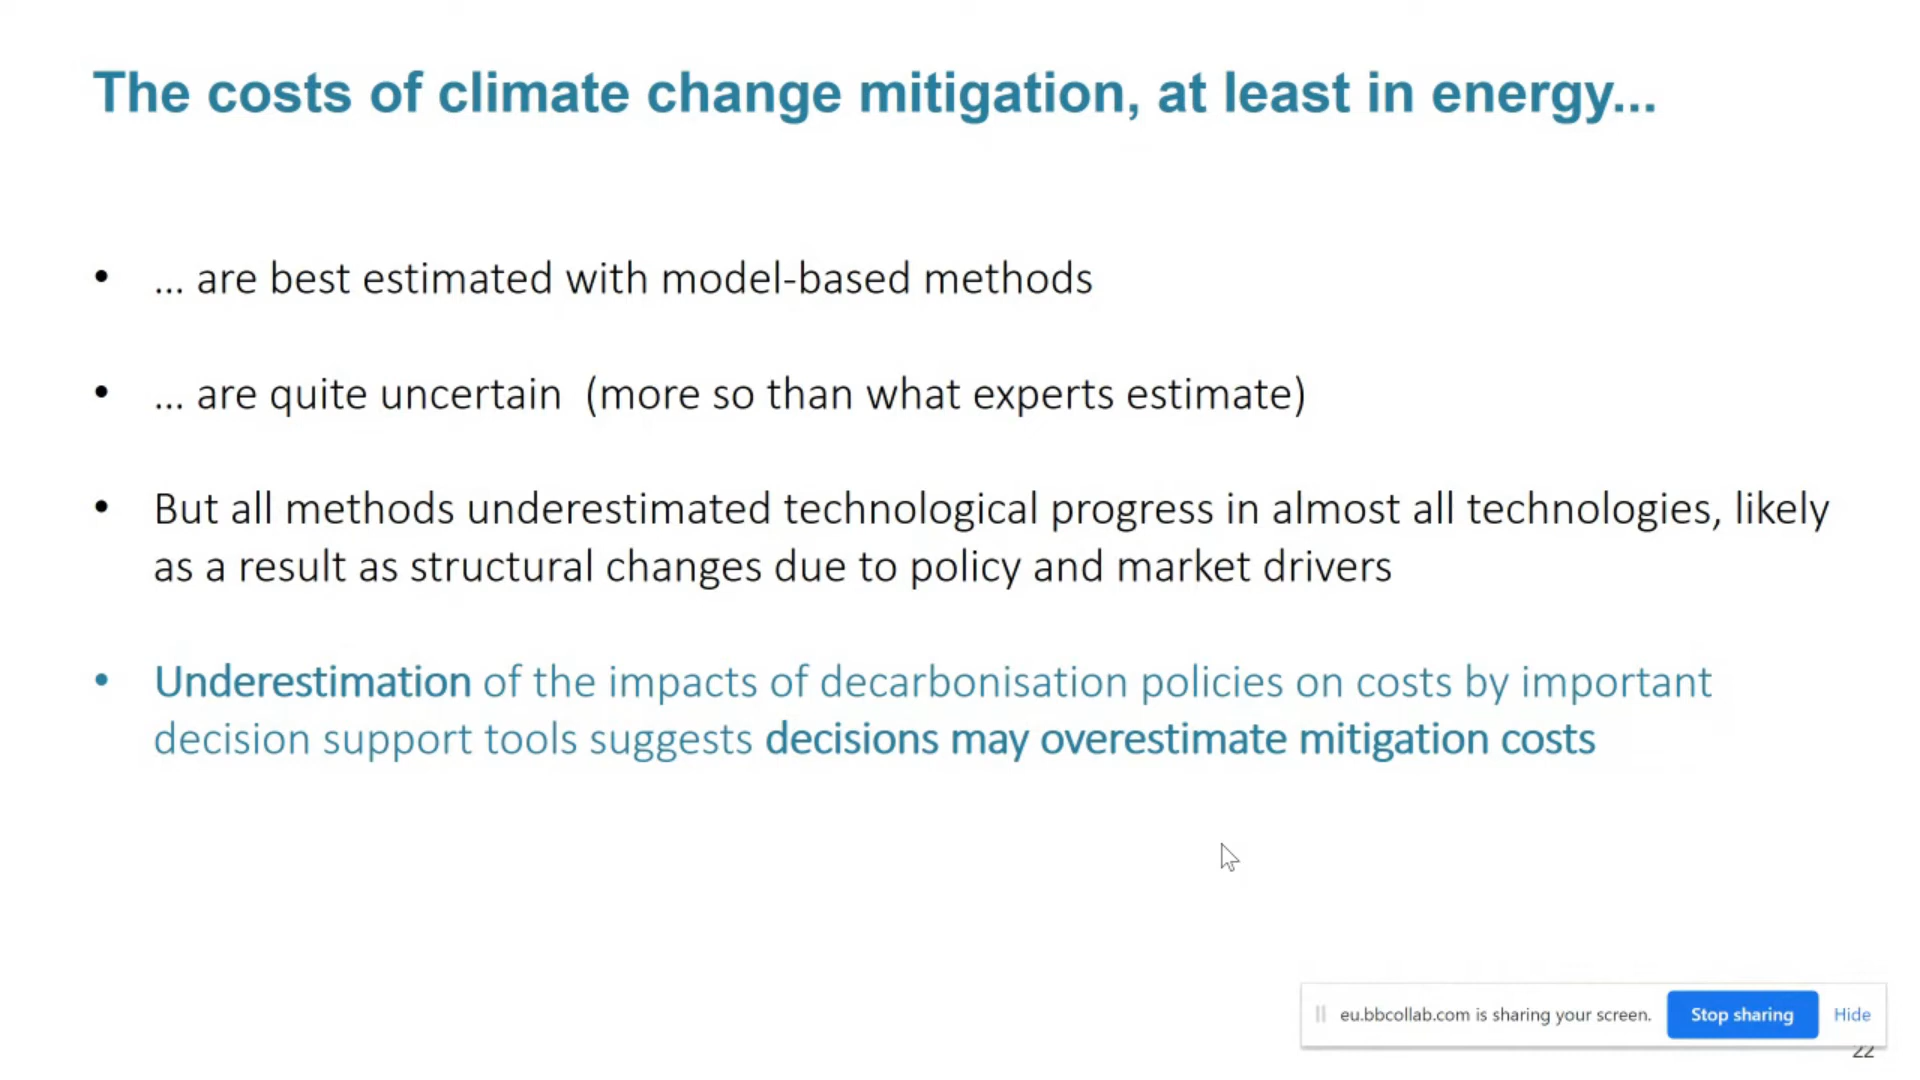 The costs of climate change mitigation, at least in energy...
• ... are best estimated with model-based methods
• ... are quite uncertain (more so than what experts estimate)
• But all methods underestimated technological progress in almost all technologies, likely
as a result as structural changes due to policy and market drivers
• Underestimation of the impacts of decarbonisation policies on costs by important
decision support tools suggests decisions may overestimate mitigation costs
eu.bbcollab.com is sharing your screen. Stop sharing Hide
22